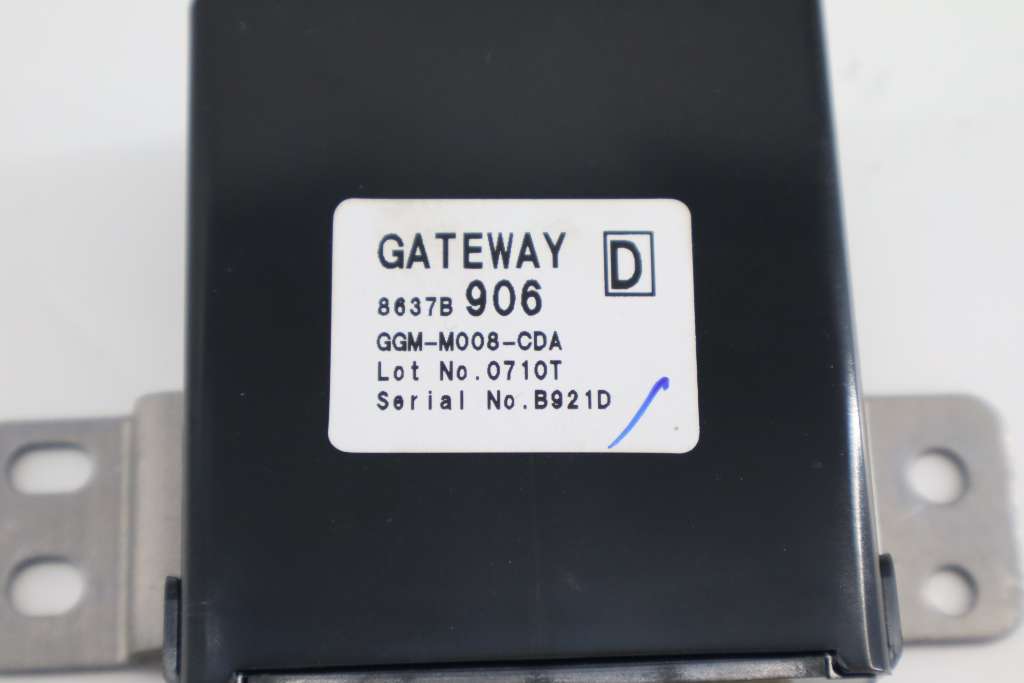 GATEWAY D
8637B 906
GGM-M008-CDA
Lot No.0710T
Serial No.B921D